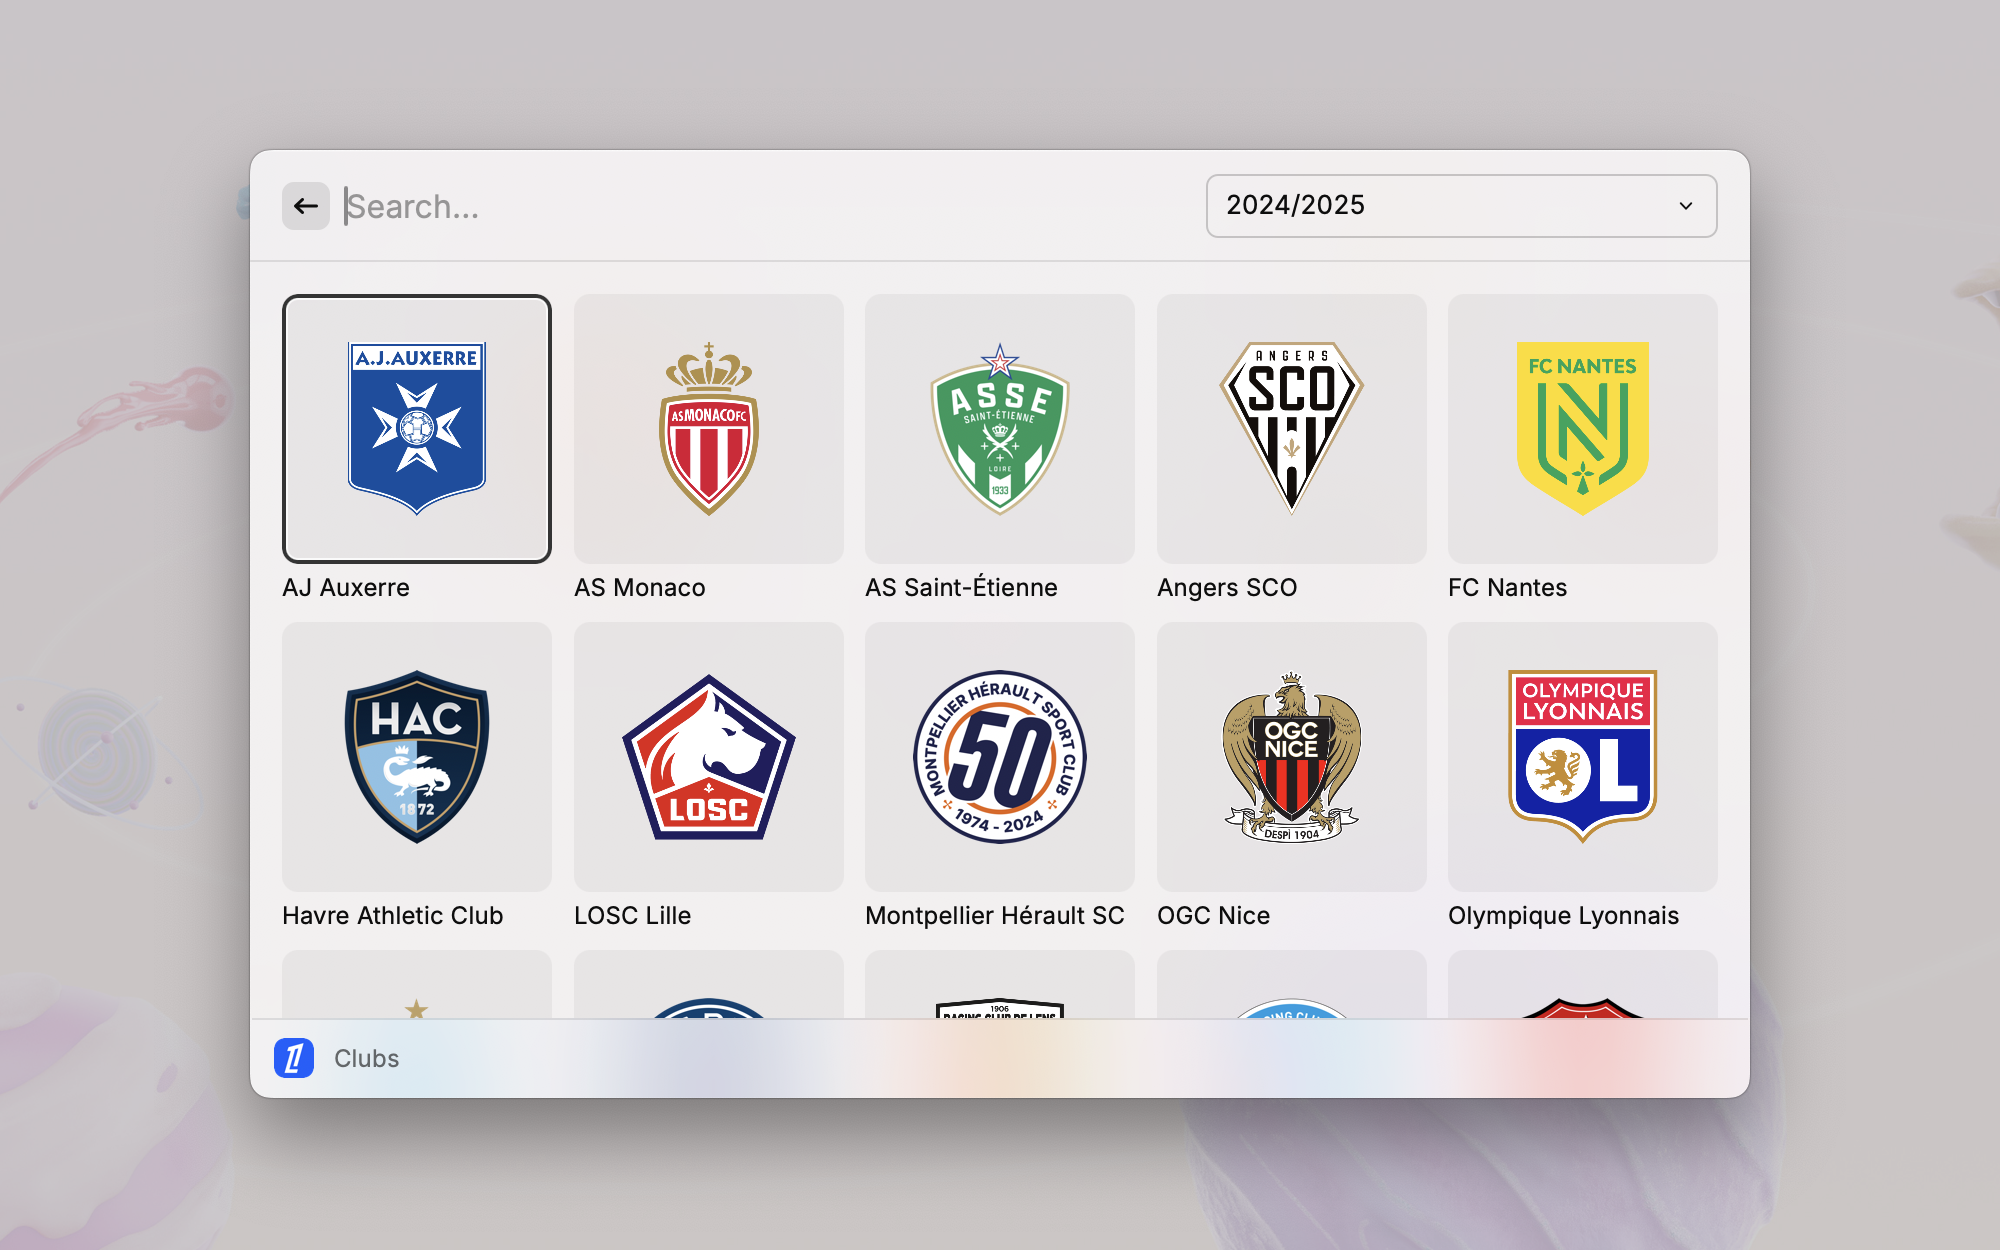 Search...
2024/2025
A.J.AUXERRE
AS MONACO FC
ASSE
SAINT-ÉTIENNE
LOIRE
1933
ANGERS
SCO
FC NANTES
AJ Auxerre
AS Monaco
AS Saint-Étienne
Angers SCO
FC Nantes
HAC
1872
LOSC
MONTPELLIER HÉRAULT SPORT CLUB
50
1974 - 2024
OGC
NICE
DESPÍ 1904
OLYMPIQUE
LYONNAIS
OL
Havre Athletic Club
LOSC Lille
Montpellier Hérault SC
OGC Nice
Olympique Lyonnais
1906
RACING CLUB DE LENS
Clubs